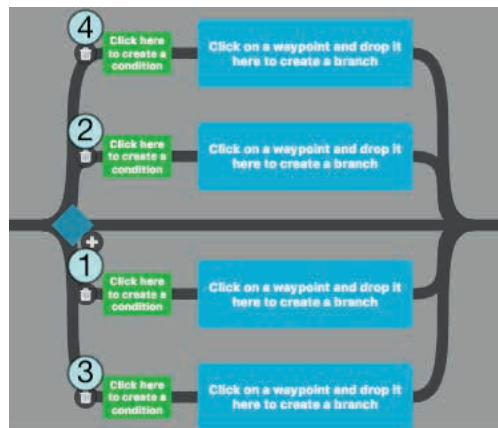 4
Click here
to create a
condition
Click on a waypoint and drop it
here to create a branch
2
Click here
to create a
condition
Click on a waypoint and drop it
here to create a branch
1
Click here
to create a
condition
Click on a waypoint and drop it
here to create a branch
3
Click here
to create a
condition
Click on a waypoint and drop it
here to create a branch